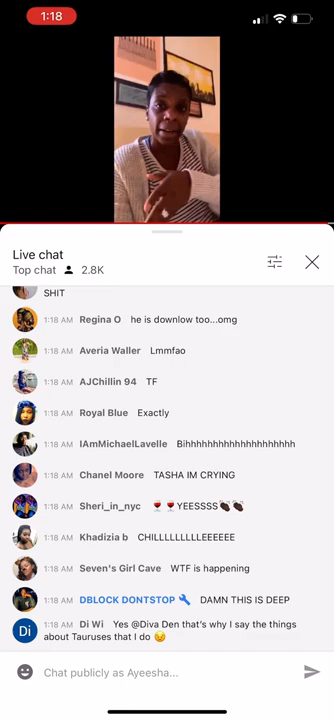 1:18
Live chat
Top chat 2.8K
SHIT
1:18 AM Regina O he is downlow too...omg
1:18 AM Averia Waller Lmmfao
1:18 AM AJChillin 94 TF
1:18 AM Royal Blue Exactly
1:18 AM IAmMichaelLavelle Bihhhhhhhhhhhhhhhhhhhh
1:18 AM Chanel Moore TASHA IM CRYING
1:18 AM Sheri_in_nyc 🍷🍷YEESSSS👏🏿👏🏿
1:18 AM Khadizia b CHILLLLLLLLEEEEEE
1:18 AM Seven's Girl Cave WTF is happening
1:18 AM DBLOCK DONTSTOP 🔧 DAMN THIS IS DEEP
Di 1:18 AM Di Wi Yes @Diva Den that's why I say the things
about Tauruses that I do 😣
Chat publicly as Ayeesha...